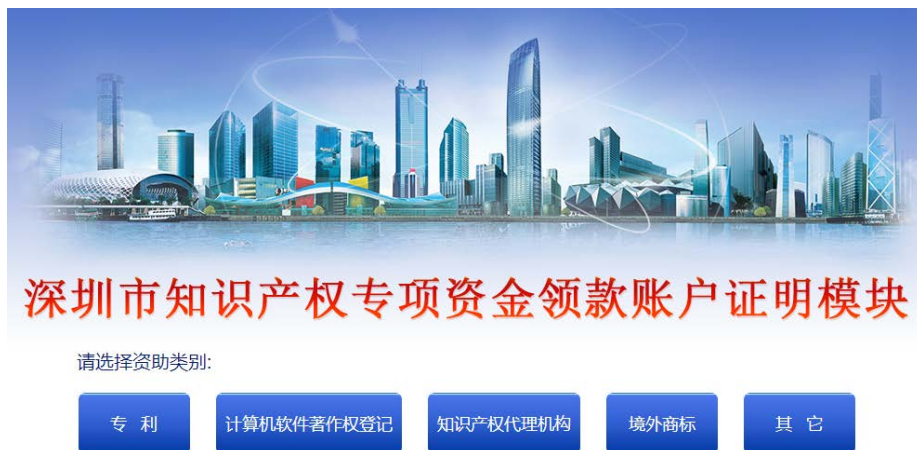 深圳市知识产权专项资金领款账户证明模块
请选择资助类别:
专 利 计算机软件著作权登记 知识产权代理机构 境外商标 其 它